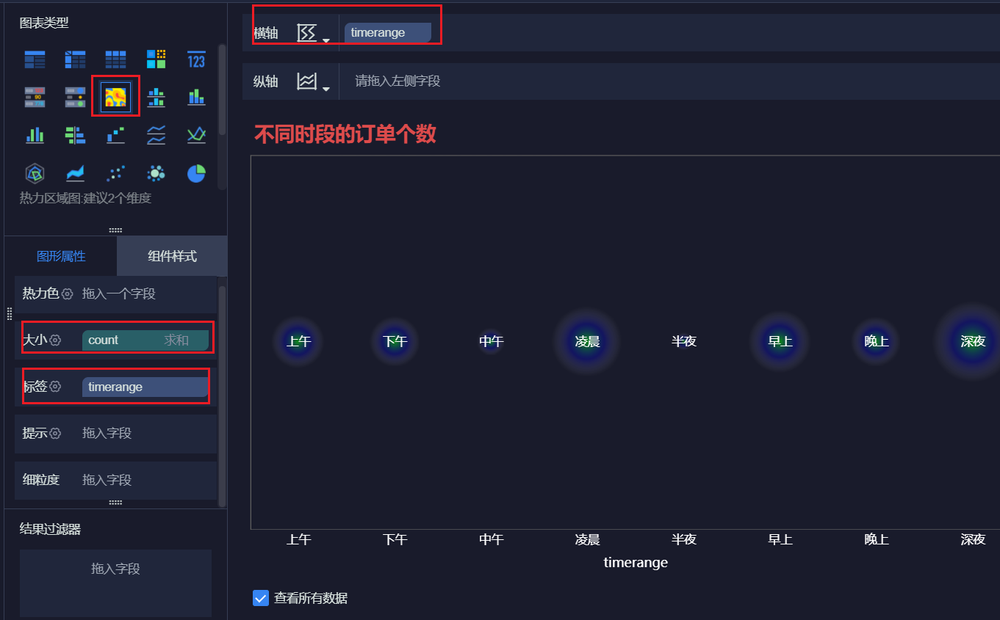 图表类型
123
90
热力区域图:建议2个维度
图形属性
组件样式
热力色 拖入一个字段
大小 count 求和
标签 timerange
提示 拖入字段
细粒度 拖入字段
结果过滤器
拖入字段
横轴 timerange
纵轴 请拖入左侧字段
不同时段的订单个数
上午 下午 中午 凌晨 半夜 早上 晚上 深夜
上午 下午 中午 凌晨 半夜 早上 晚上 深夜
timerange
查看所有数据